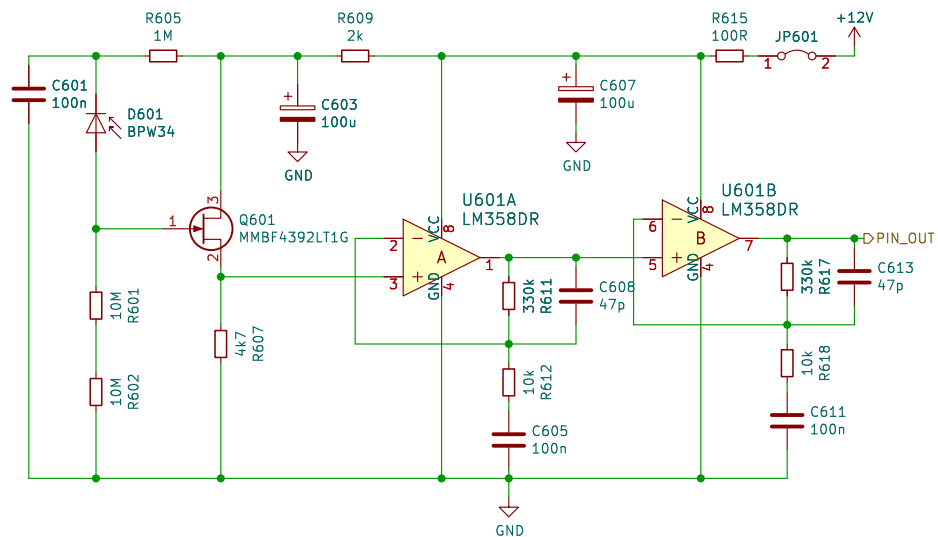 R605
1M
R609
2k
R615
100R
+12V
JP601
1
2
C601
100n
D601
BPW34
+
C603
100u
GND
+
C607
100u
GND
3
1
2
Q601
MMBF4392LT1G
U601A
LM358DR
VCC
8
2
−
A
1
3
+
GND
4
U601B
LM358DR
VCC
8
6
−
B
7
5
+
GND
4
PIN_OUT
330k
R611
C608
47p
330k
R617
C613
47p
10M
R601
4k7
R607
10M
R602
10k
R612
10k
R618
C605
100n
C611
100n
GND